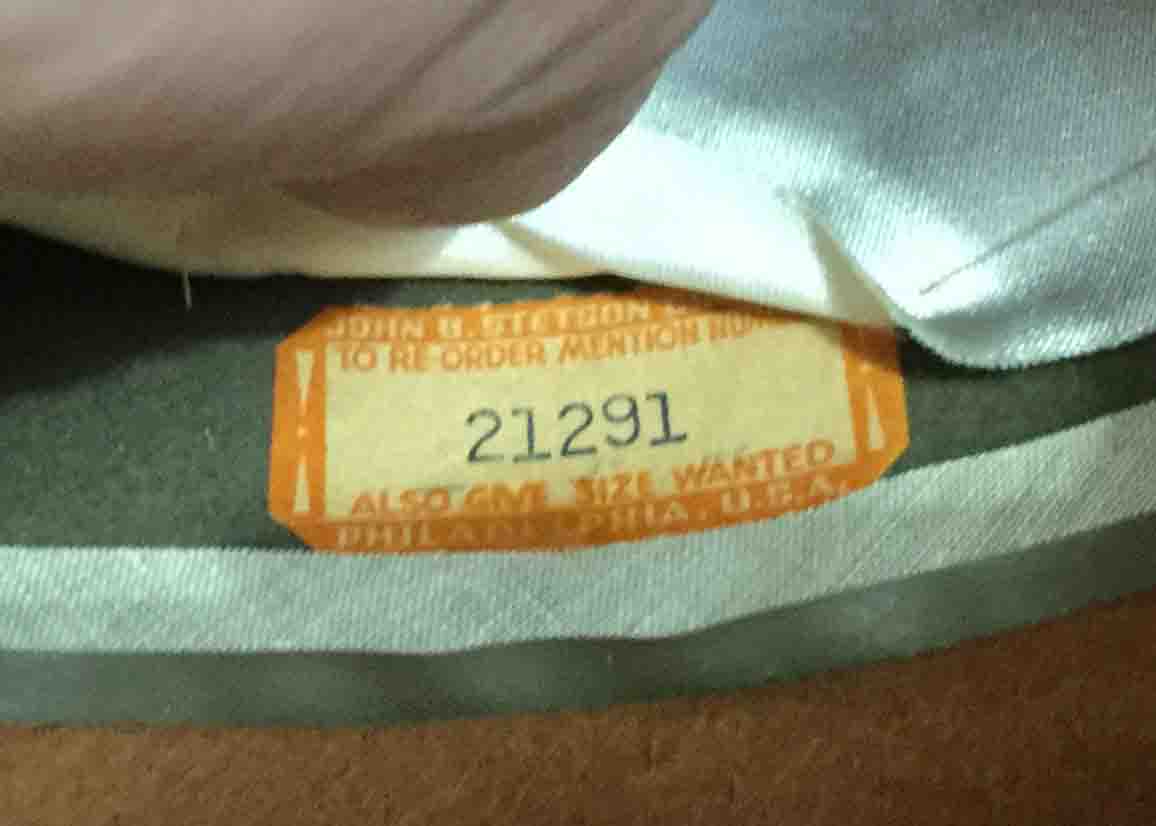 JOHN B. STETSON
TO RE-ORDER MENTION
21291
ALSO GIVE SIZE WANTED
PHILADELPHIA, U.S.A.